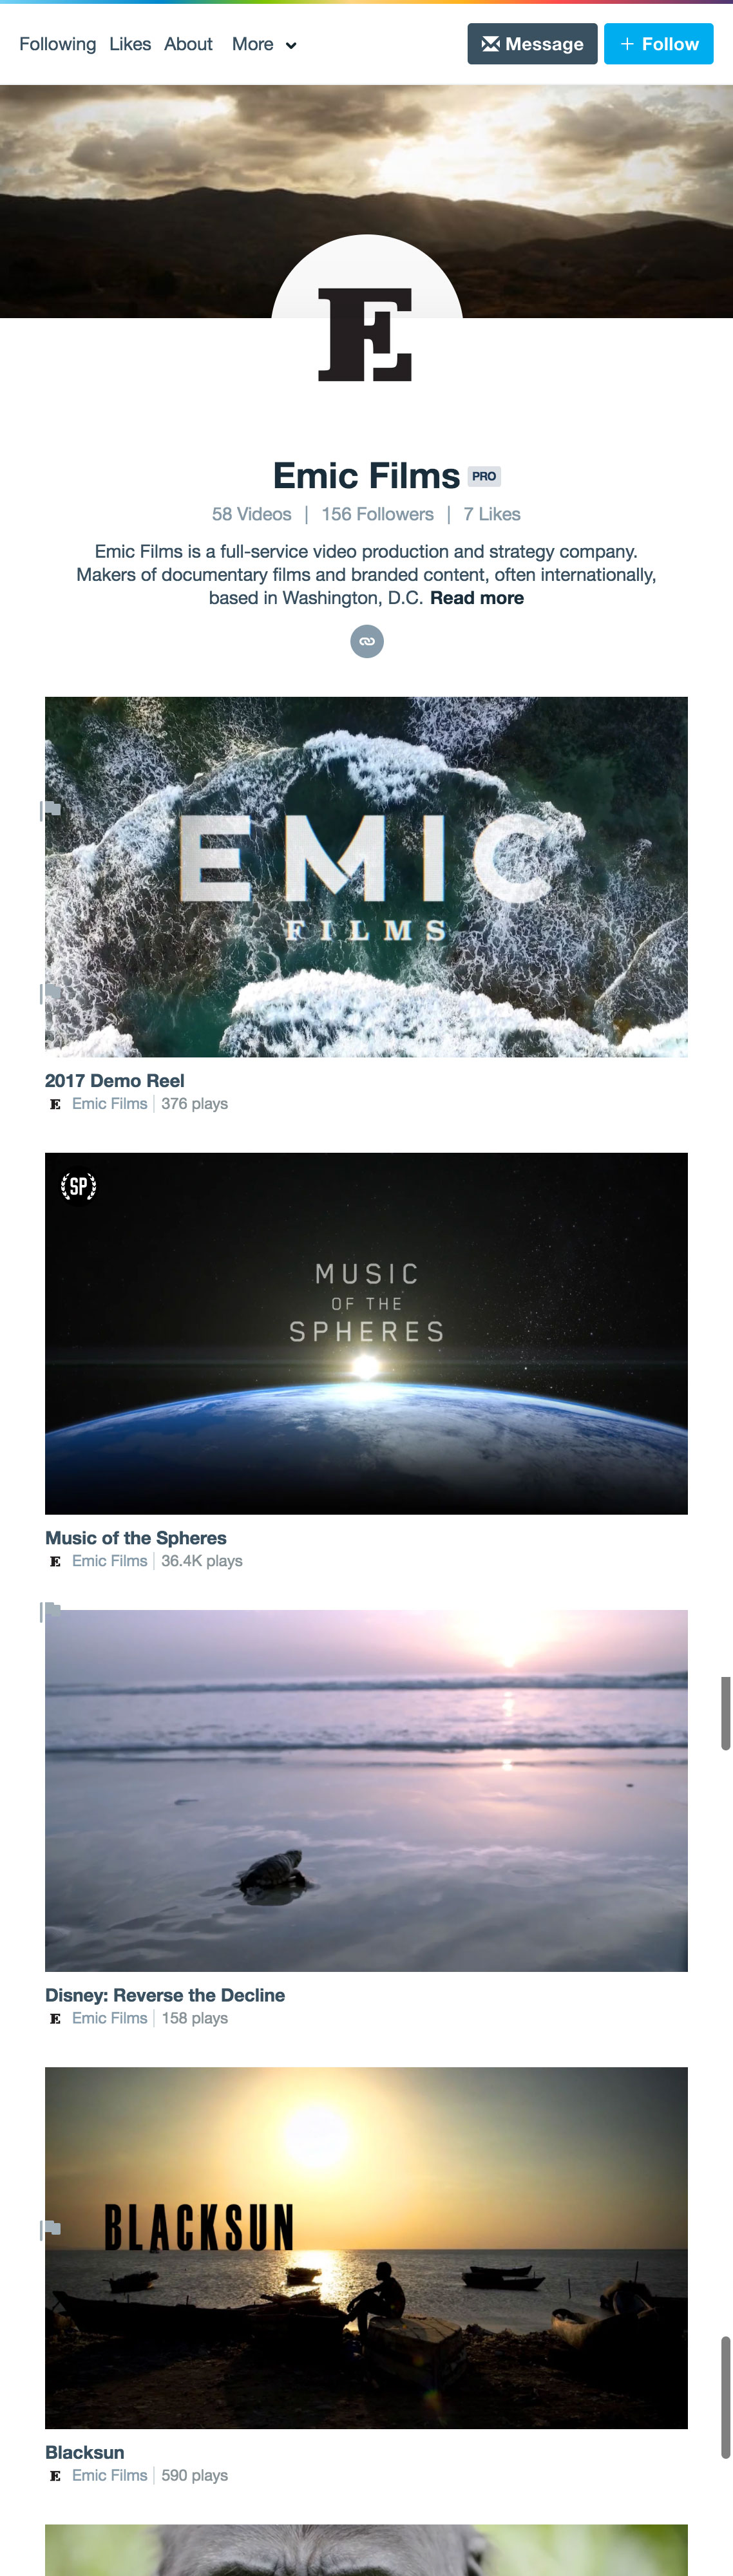 Following Likes About More Message + Follow
E
Emic Films PRO
58 Videos | 156 Followers | 7 Likes
Emic Films is a full-service video production and strategy company.
Makers of documentary films and branded content, often internationally,
based in Washington, D.C. Read more
EMIC
FILMS
2017 Demo Reel
E Emic Films | 376 plays
SP
MUSIC
OF THE
SPHERES
Music of the Spheres
E Emic Films | 36.4K plays
Disney: Reverse the Decline
E Emic Films | 158 plays
BLACKSUN
Blacksun
E Emic Films | 590 plays